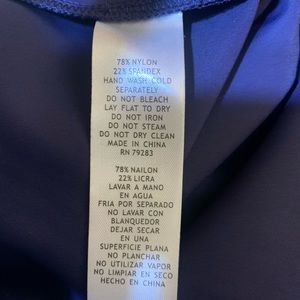 78% NYLON
22% SPANDEX
HAND WASH COLD
SEPARATELY
DO NOT BLEACH
LAY FLAT TO DRY
DO NOT IRON
DO NOT STEAM
DO NOT DRY CLEAN
MADE IN CHINA
RN 79283
78% NAILON
22% LICRA
LAVAR A MANO
EN AGUA
FRIA POR SEPARADO
NO LAVAR CON
BLANQUEDOR
DEJAR SECAR
EN UNA
SUPERFICIE PLANA
NO PLANCHAR
NO UTILIZAR VAPOR
NO LIMPIAR EN SECO
HECHO EN CHINA